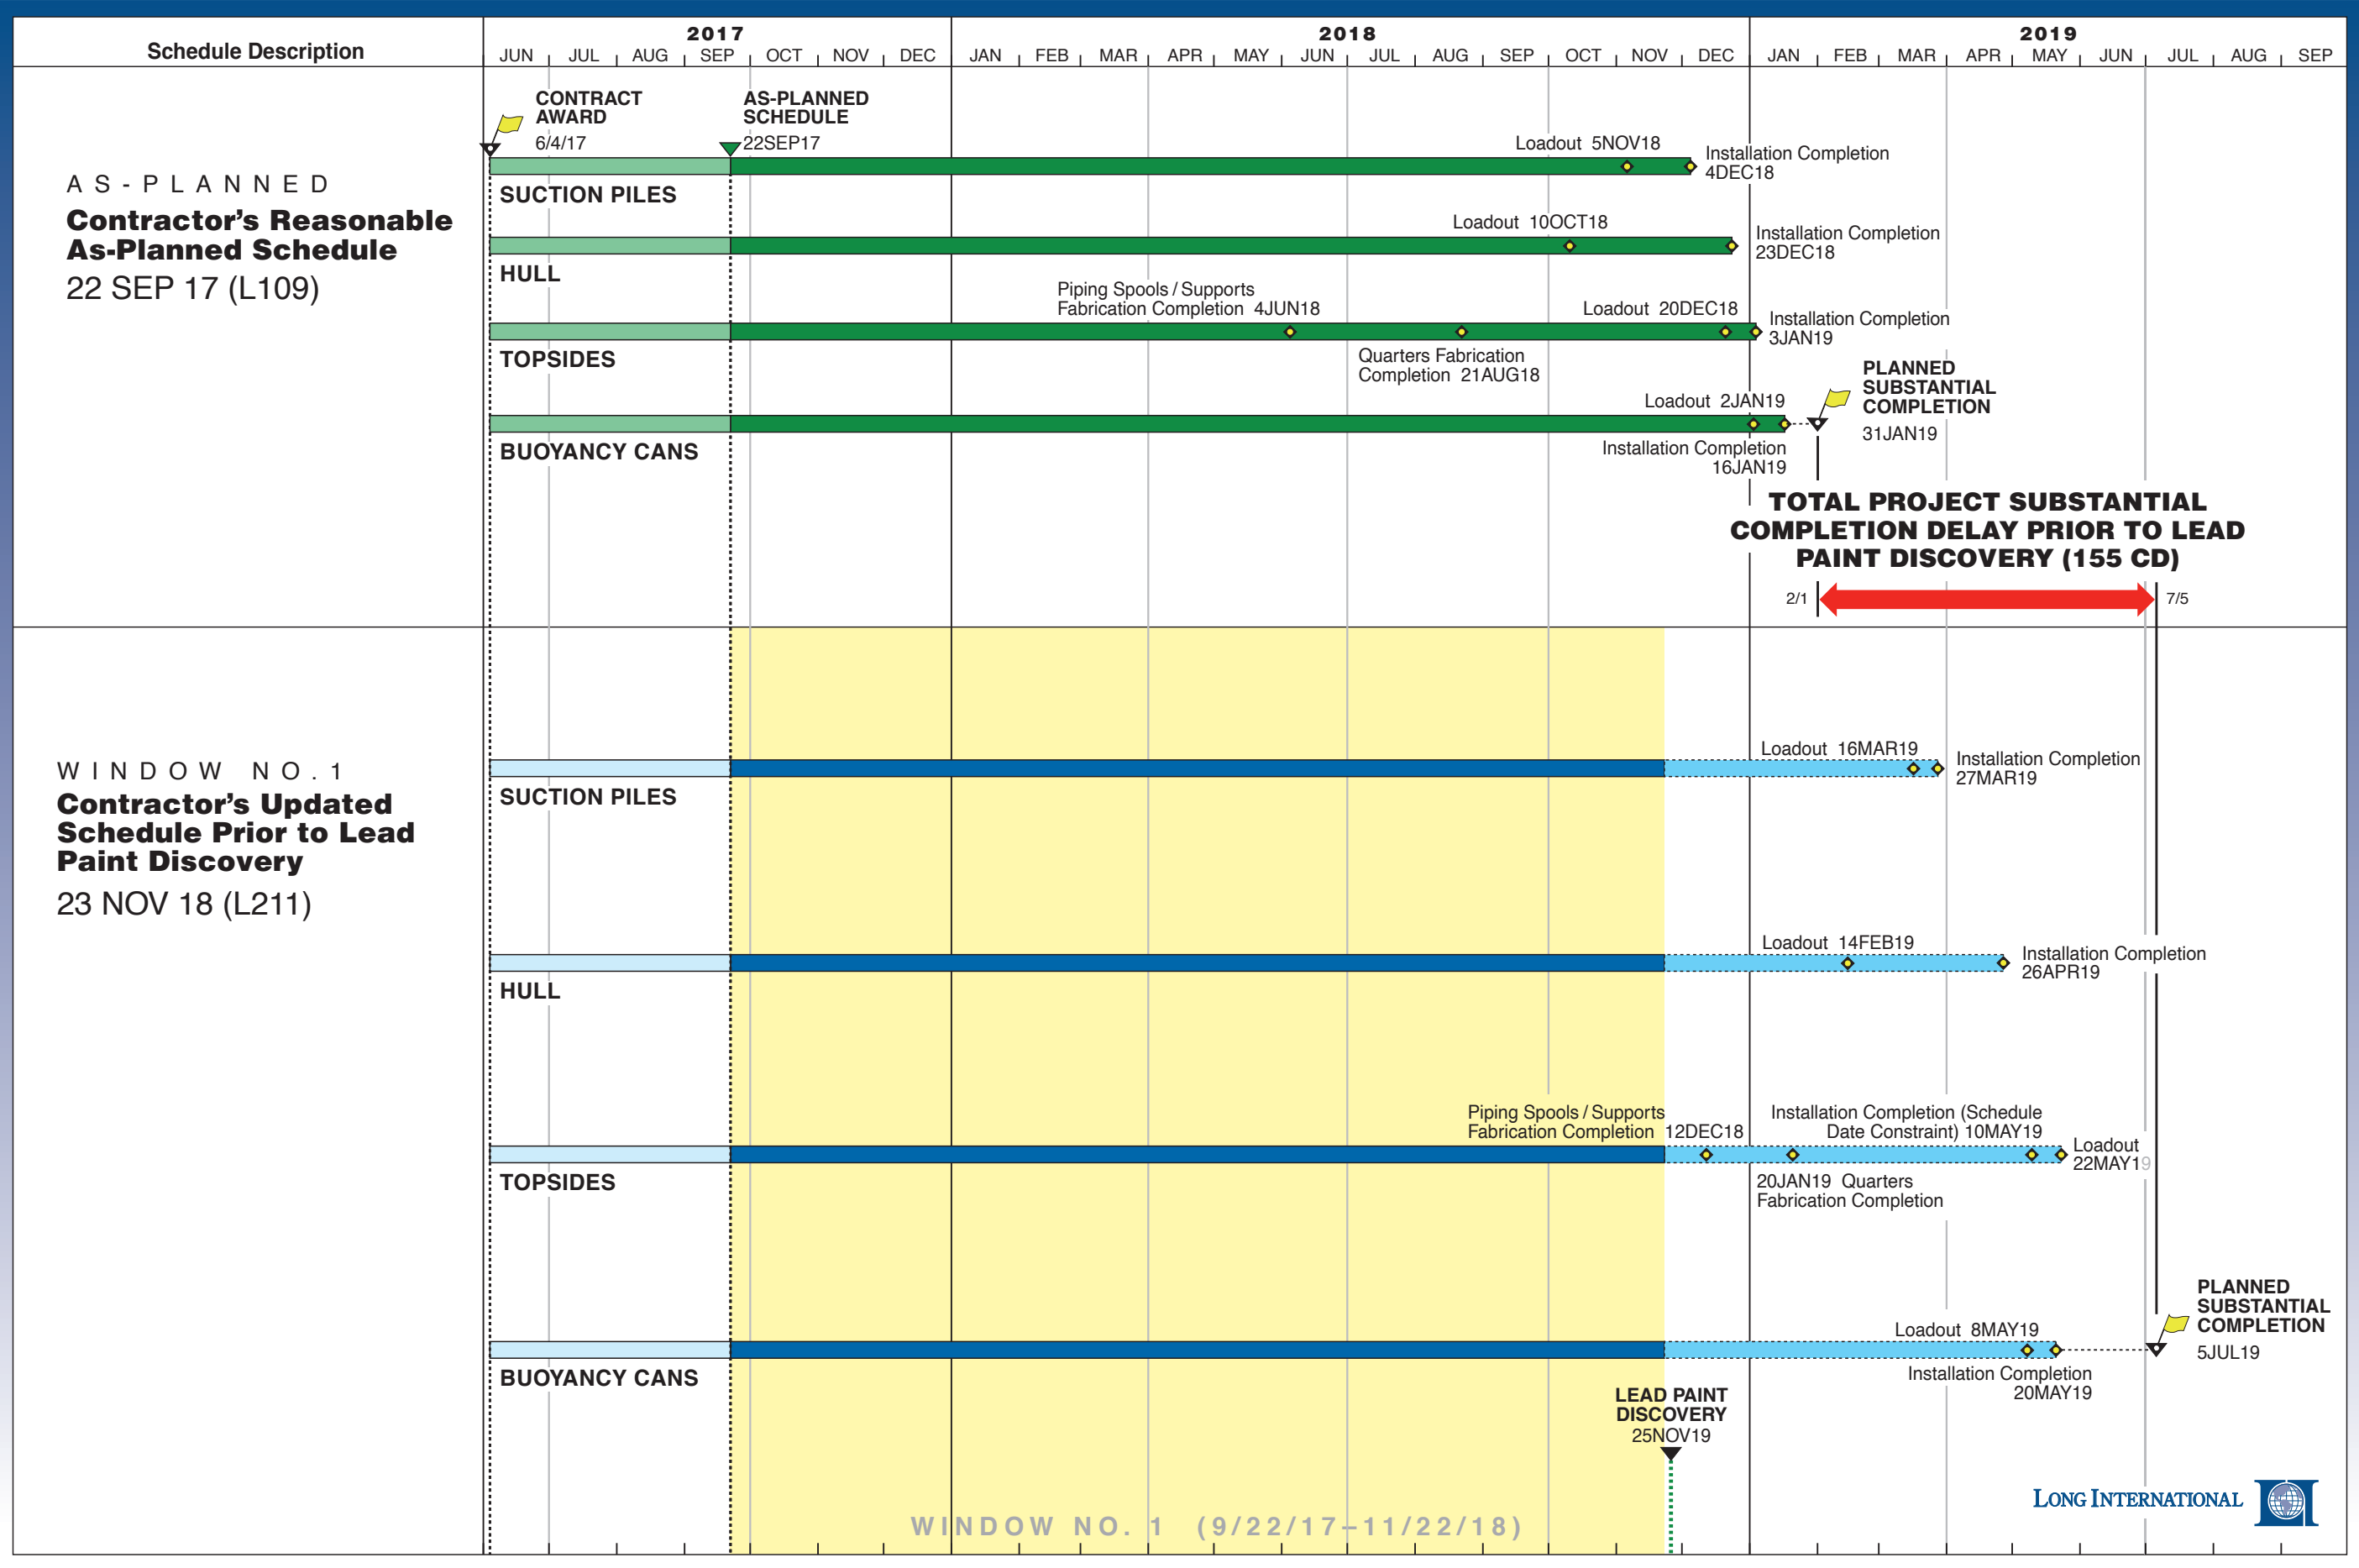 Schedule Description
2017
2018
2019
JUN JUL AUG SEP OCT NOV DEC JAN FEB MAR APR MAY JUN JUL AUG SEP OCT NOV DEC JAN FEB MAR APR MAY JUN JUL AUG SEP
AS-PLANNED
Contractor's Reasonable
As-Planned Schedule
22 SEP 17 (L109)
CONTRACT
AWARD
6/4/17
AS-PLANNED
SCHEDULE
22SEP17
Loadout 5NOV18
Installation Completion
4DEC18
SUCTION PILES
Loadout 10OCT18
Installation Completion
23DEC18
HULL
Piping Spools / Supports
Fabrication Completion 4JUN18
Loadout 20DEC18
Installation Completion
3JAN19
TOPSIDES
Quarters Fabrication
Completion 21AUG18
PLANNED
SUBSTANTIAL
COMPLETION
31JAN19
Loadout 2JAN19
BUOYANCY CANS
Installation Completion
16JAN19
TOTAL PROJECT SUBSTANTIAL
COMPLETION DELAY PRIOR TO LEAD
PAINT DISCOVERY (155 CD)
2/1
7/5
WINDOW NO.1
Contractor's Updated
Schedule Prior to Lead
Paint Discovery
23 NOV 18 (L211)
Loadout 16MAR19
Installation Completion
27MAR19
SUCTION PILES
Loadout 14FEB19
Installation Completion
26APR19
HULL
Piping Spools / Supports
Fabrication Completion 12DEC18
Installation Completion (Schedule
Date Constraint) 10MAY19
Loadout
22MAY19
TOPSIDES
20JAN19 Quarters
Fabrication Completion
PLANNED
SUBSTANTIAL
COMPLETION
5JUL19
Loadout 8MAY19
BUOYANCY CANS
Installation Completion
20MAY19
LEAD PAINT
DISCOVERY
25NOV19
WINDOW NO. 1 (9/22/17–11/22/18)
LONG INTERNATIONAL